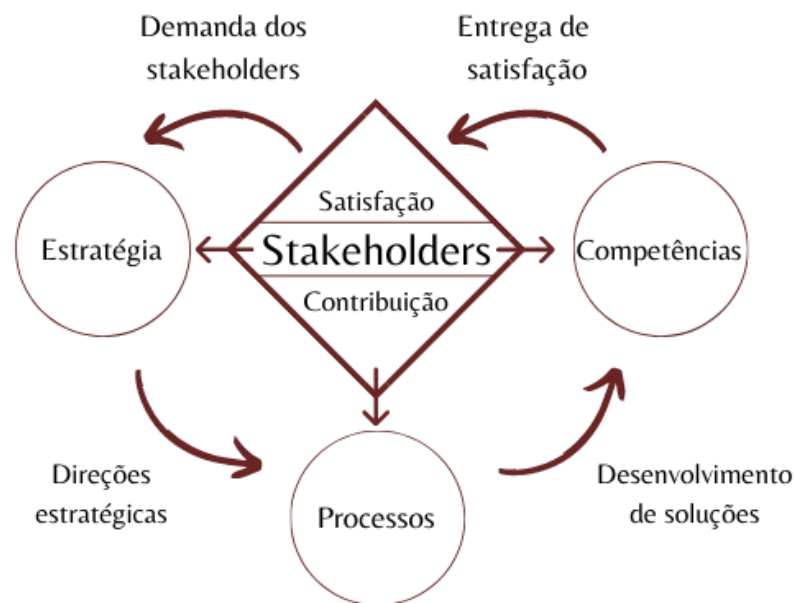 Demanda dos
stakeholders
Entrega de
satisfação
Satisfação
Estratégia
Stakeholders
Competências
Contribuição
Direções
estratégicas
Processos
Desenvolvimento
de soluções